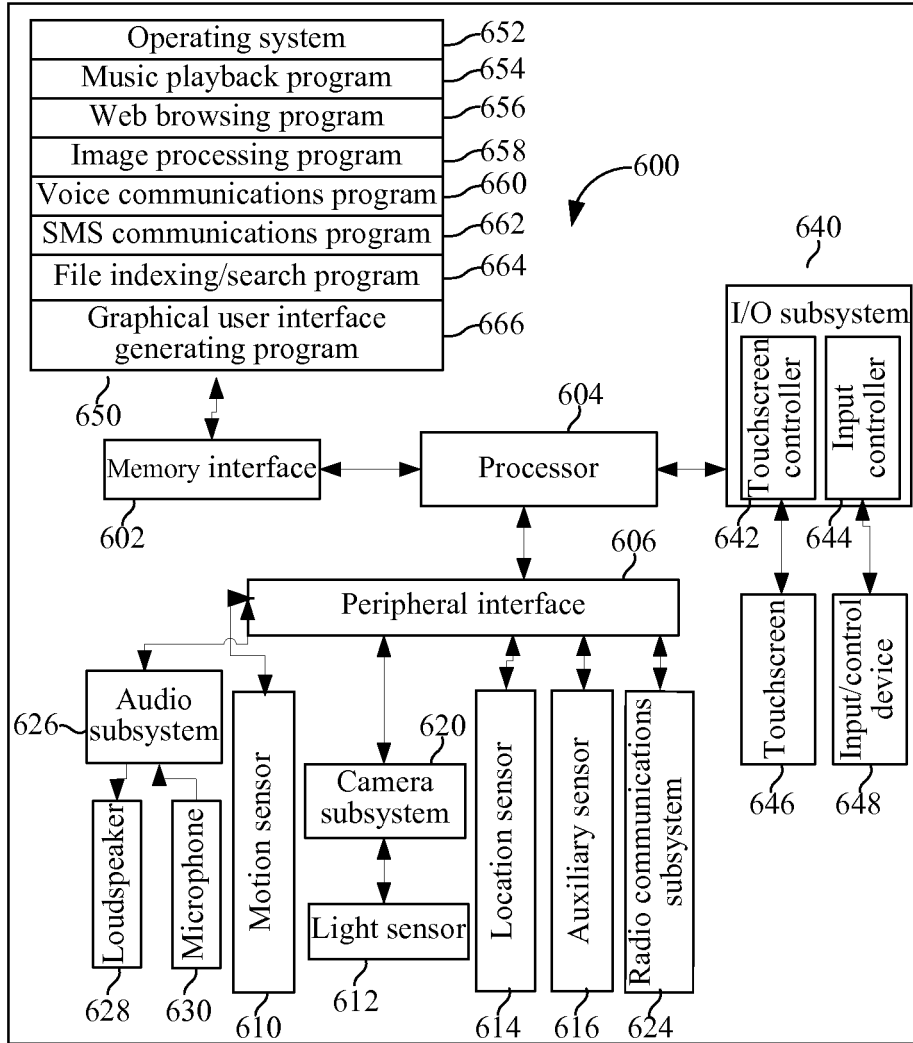 Operating system
652
Music playback program
654
Web browsing program
656
Image processing program
658
Voice communications program
660
SMS communications program
662
File indexing/search program
664
Graphical user interface
generating program
666
650
600
640
I/O subsystem
Touchscreen
controller
Input
controller
642
644
604
Processor
Memory interface
602
606
Peripheral interface
Audio
subsystem
626
Loudspeaker
628
Microphone
630
Motion sensor
610
620
Camera
subsystem
Light sensor
612
Location sensor
614
Auxiliary sensor
616
Radio communications
subsystem
624
Touchscreen
646
Input/control
device
648